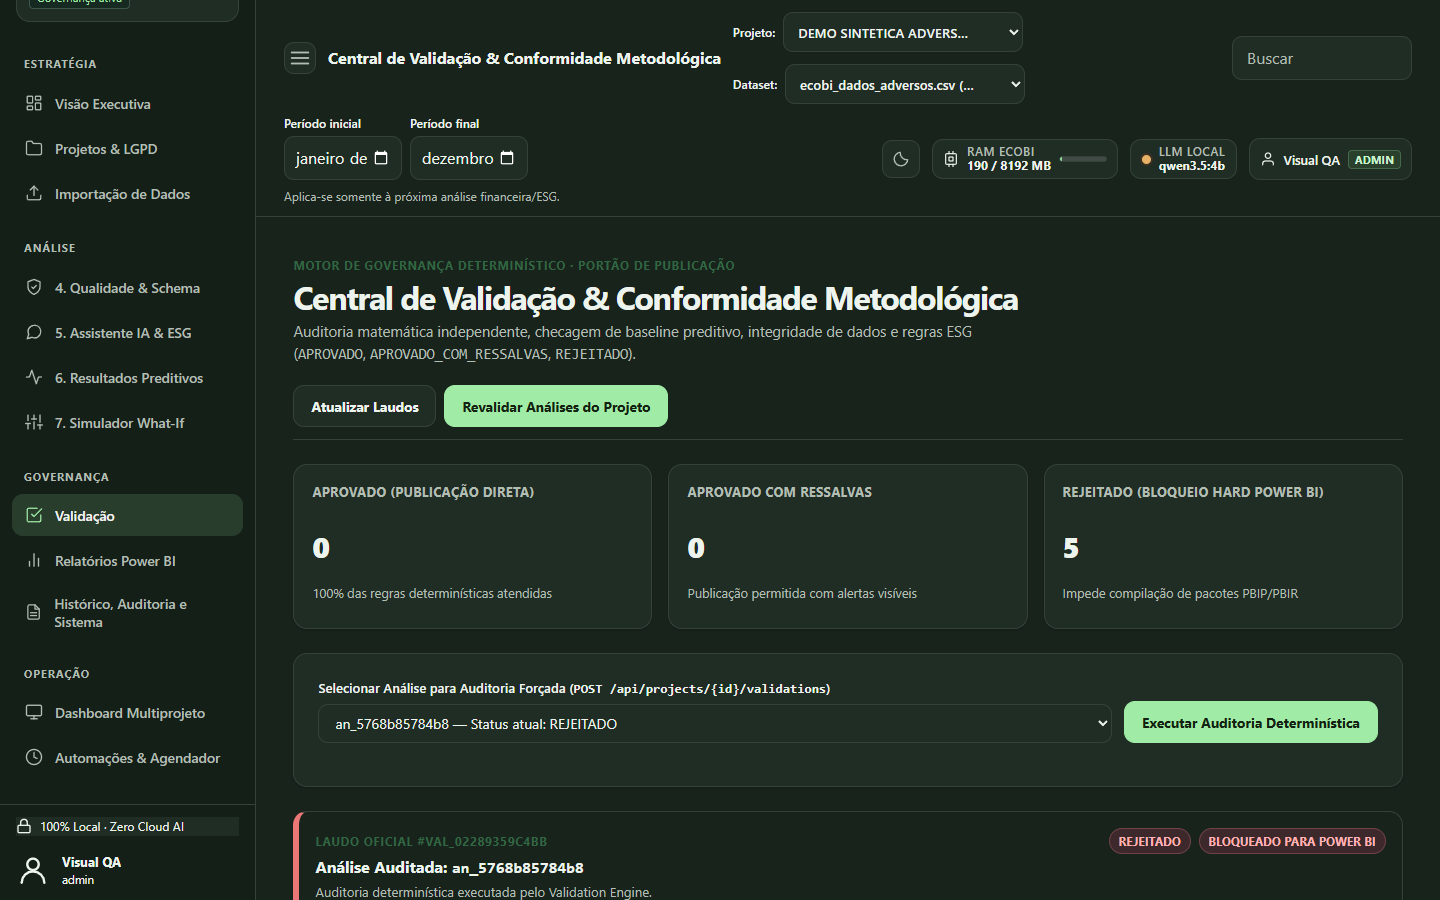 Governança ativa
ESTRATÉGIA
Visão Executiva
Projetos & LGPD
Importação de Dados
ANÁLISE
4. Qualidade & Schema
5. Assistente IA & ESG
6. Resultados Preditivos
7. Simulador What-If
GOVERNANÇA
Validação
Relatórios Power BI
Histórico, Auditoria e
Sistema
OPERAÇÃO
Dashboard Multiprojeto
Automações & Agendador
100% Local · Zero Cloud AI
Visual QA
admin
Central de Validação & Conformidade Metodológica
Projeto:
DEMO SINTETICA ADVERS...
Dataset:
ecobi_dados_adversos.csv (...
Buscar
Período inicial
janeiro de
Período final
dezembro
Aplica-se somente à próxima análise financeira/ESG.
RAM ECOBI
190 / 8192 MB
LLM LOCAL
qwen3.5:4b
Visual QA
ADMIN
MOTOR DE GOVERNANÇA DETERMINÍSTICO · PORTÃO DE PUBLICAÇÃO
Central de Validação & Conformidade Metodológica
Auditoria matemática independente, checagem de baseline preditivo, integridade de dados e regras ESG
(APROVADO, APROVADO_COM_RESSALVAS, REJEITADO).
Atualizar Laudos
Revalidar Análises do Projeto
APROVADO (PUBLICAÇÃO DIRETA)
0
100% das regras determinísticas atendidas
APROVADO COM RESSALVAS
0
Publicação permitida com alertas visíveis
REJEITADO (BLOQUEIO HARD POWER BI)
5
Impede compilação de pacotes PBIP/PBIR
Selecionar Análise para Auditoria Forçada (POST /api/projects/{id}/validations)
an_5768b85784b8 — Status atual: REJEITADO
Executar Auditoria Determinística
LAUDO OFICIAL #VAL_02289359C4BB
REJEITADO
BLOQUEADO PARA POWER BI
Análise Auditada: an_5768b85784b8
Auditoria determinística executada pelo Validation Engine.